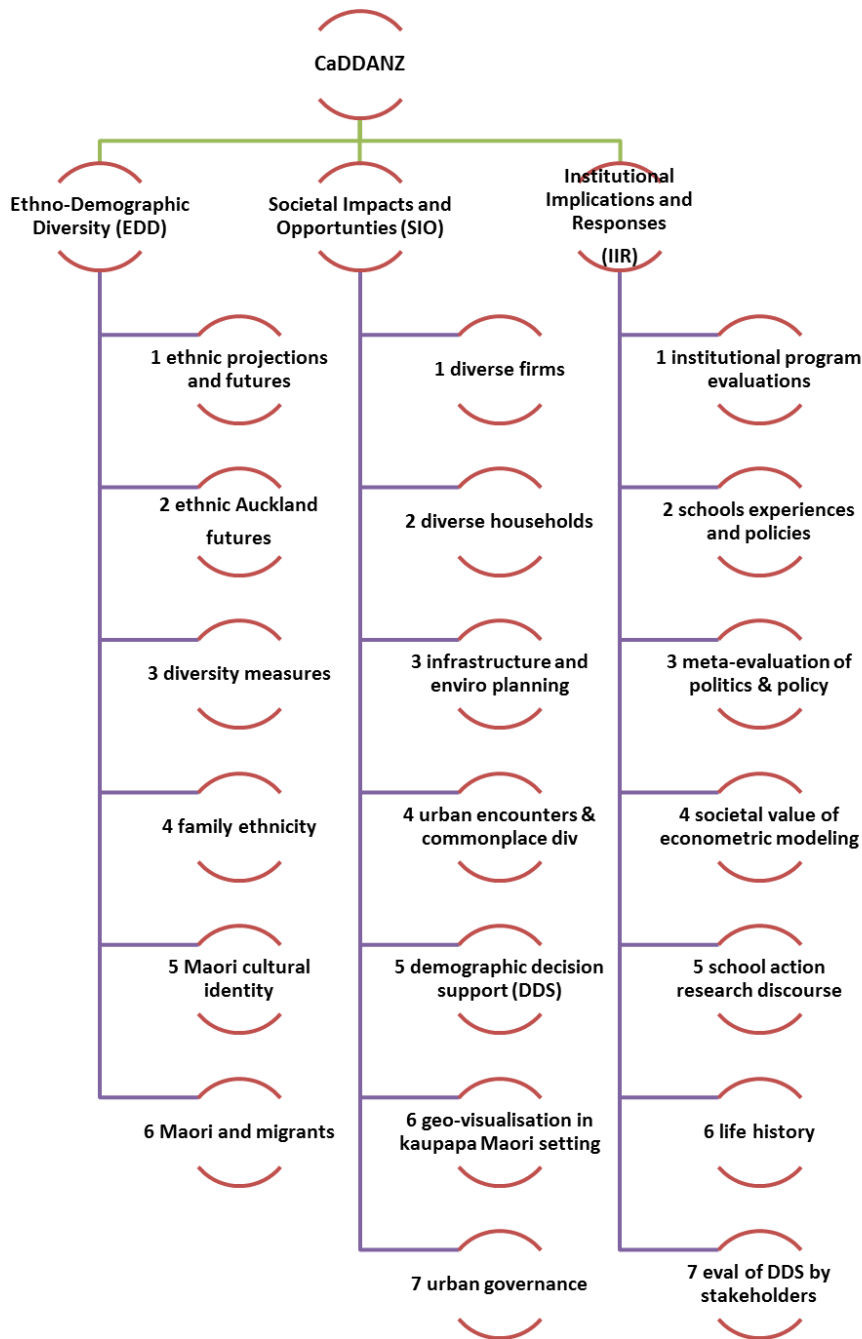 CaDDANZ
Ethno-Demographic
Diversity (EDD)
1 ethnic projections
and futures
2 ethnic Auckland
futures
3 diversity measures
4 family ethnicity
5 Maori cultural
identity
6 Maori and migrants
Societal Impacts and
Opportunties (SIO)
1 diverse firms
2 diverse households
3 infrastructure and
enviro planning
4 urban encounters &
commonplace div
5 demographic decision
support (DDS)
6 geo-visualisation in
kaupapa Maori setting
7 urban governance
Institutional
Implications and
Responses
(IIR)
1 institutional program
evaluations
2 schools experiences
and policies
3 meta-evaluation of
politics & policy
4 societal value of
econometric modeling
5 school action
research discourse
6 life history
7 eval of DDS by
stakeholders